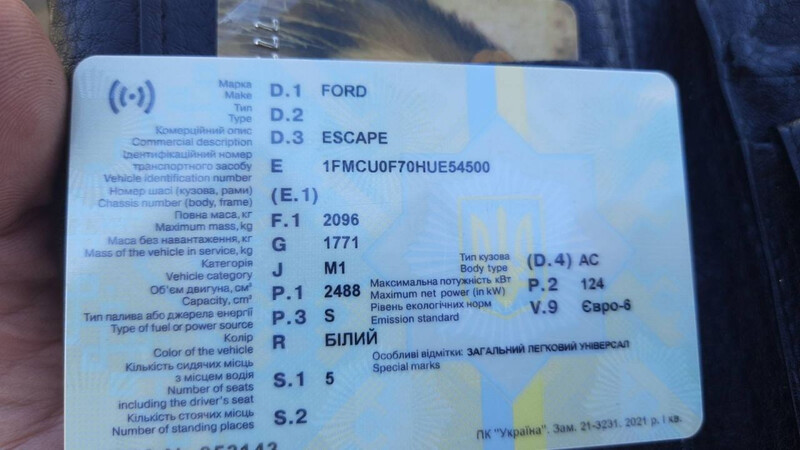 Марка D.1 FORD
Make
Тип D.2
Type
Комерційний опис D.3 ESCAPE
Commercial description
Ідентифікаційний номер
транспортного засобу E 1FMCU0F70HUE54500
Vehicle identification number
Номер шасі (кузова, рами) (E.1)
Chassis number (body, frame)
Повна маса, кг F.1 2096
Maximum mass, kg
Маса без навантаження, кг G 1771
Mass of the vehicle in service, kg
Категорія J M1
Vehicle category
Тип кузова (D.4) AC
Body type
Об'єм двигуна, см³ P.1 2488
Capacity, cm³
Максимальна потужність кВт P.2 124
Maximum net power (in kW)
Тип палива або джерела енергії P.3 S
Type of fuel or power source
Рівень екологічних норм V.9 Євро-6
Emission standard
Колір R БІЛИЙ
Color of the vehicle
Особливі відмітки: ЗАГАЛЬНИЙ ЛЕГКОВИЙ УНІВЕРСАЛ
Special marks
Кількість сидячих місць
з місцем водія S.1 5
Number of seats
including the driver's seat
Кількість стоячих місць S.2
Number of standing places
ПК "Україна". Зам. 21-3231. 2021 р. І кв.